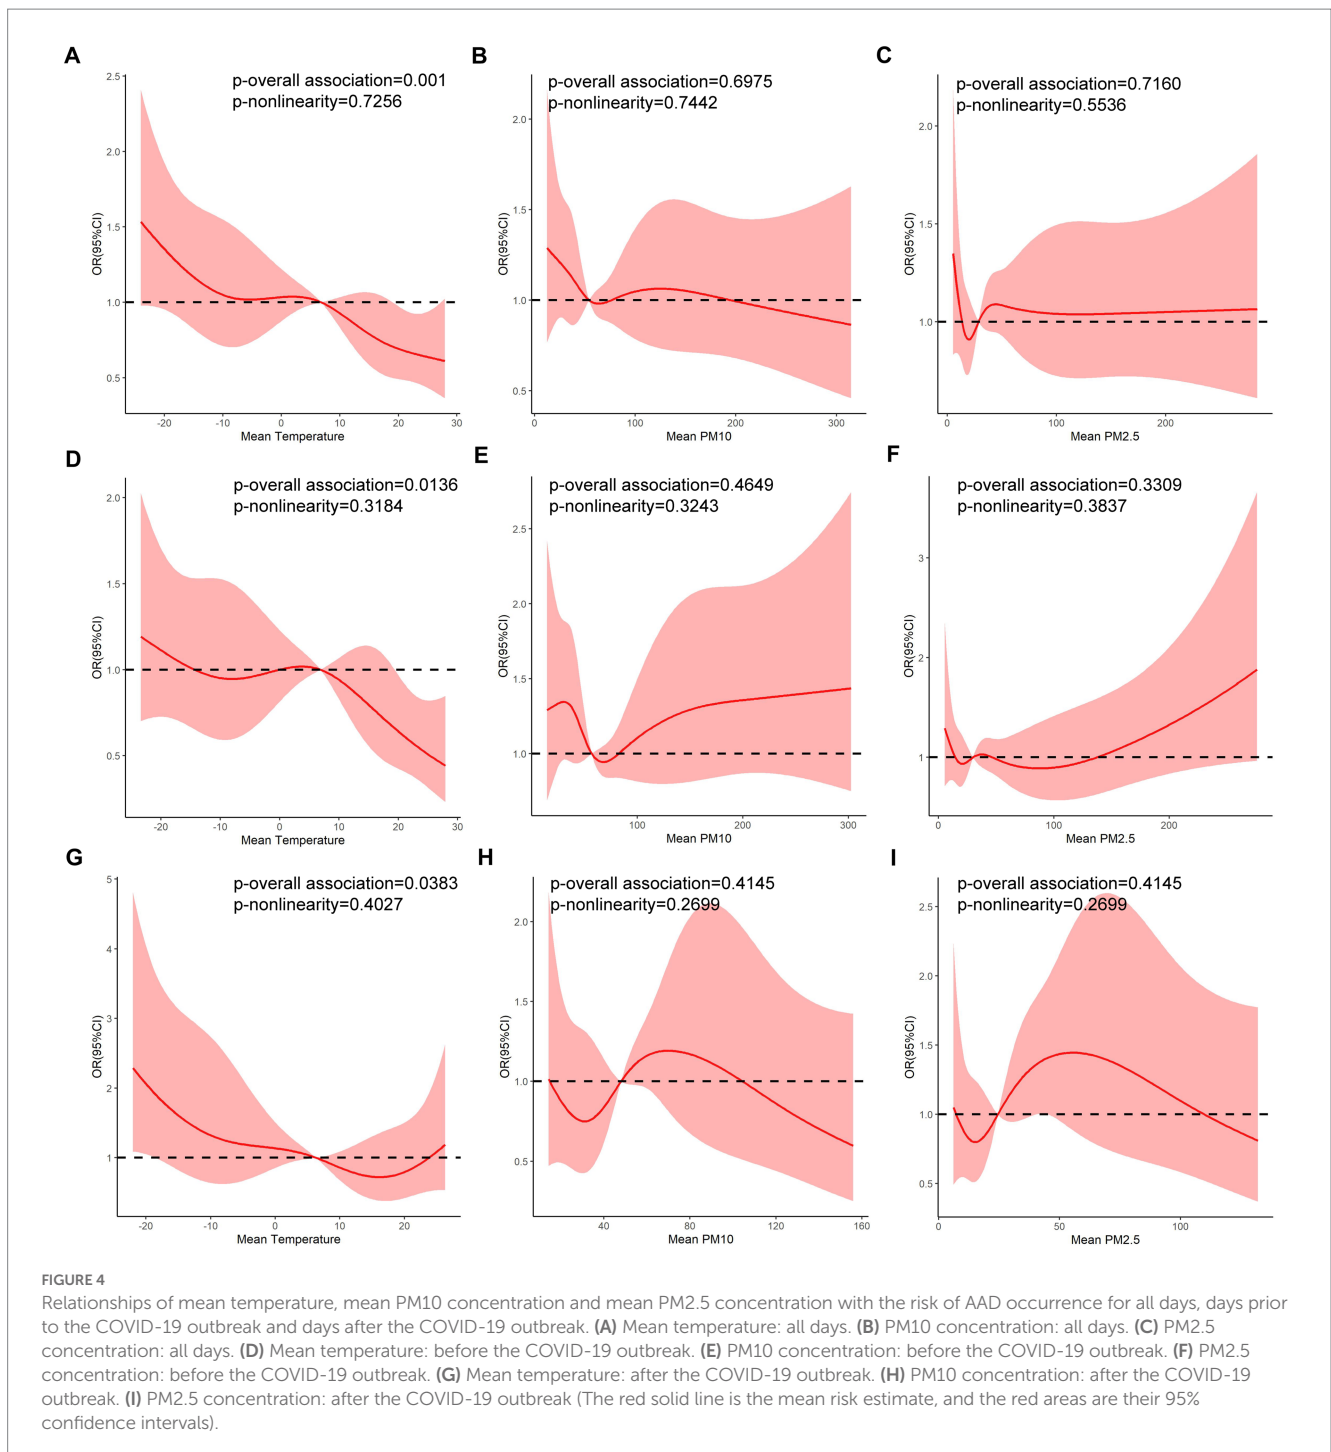 A
p-overall association=0.001
p-nonlinearity=0.7256
2.5
2.0
1.5
1.0
0.5
OR(95%CI)
-20 -10 0 10 20 30
Mean Temperature
B
p-overall association=0.6975
p-nonlinearity=0.7442
2.0
1.5
1.0
0.5
OR(95%CI)
0 100 200 300
Mean PM10
C
p-overall association=0.7160
p-nonlinearity=0.5536
2.0
1.5
1.0
OR(95%CI)
0 100 200
Mean PM2.5
D
p-overall association=0.0136
p-nonlinearity=0.3184
2.0
1.5
1.0
0.5
OR(95%CI)
-20 -10 0 10 20 30
Mean Temperature
E
p-overall association=0.4649
p-nonlinearity=0.3243
2.5
2.0
1.5
1.0
OR(95%CI)
100 200 300
Mean PM10
F
p-overall association=0.3309
p-nonlinearity=0.3837
3
2
1
OR(95%CI)
0 100 200
Mean PM2.5
G
p-overall association=0.0383
p-nonlinearity=0.4027
5
4
3
2
1
OR(95%CI)
-20 -10 0 10 20
Mean Temperature
H
p-overall association=0.4145
p-nonlinearity=0.2699
2.0
1.5
1.0
0.5
OR(95%CI)
40 80 120 160
Mean PM10
I
p-overall association=0.4145
p-nonlinearity=0.2699
2.5
2.0
1.5
1.0
0.5
OR(95%CI)
0 50 100
Mean PM2.5
FIGURE 4
Relationships of mean temperature, mean PM10 concentration and mean PM2.5 concentration with the risk of AAD occurrence for all days, days prior
to the COVID-19 outbreak and days after the COVID-19 outbreak. (A) Mean temperature: all days. (B) PM10 concentration: all days. (C) PM2.5
concentration: all days. (D) Mean temperature: before the COVID-19 outbreak. (E) PM10 concentration: before the COVID-19 outbreak. (F) PM2.5
concentration: before the COVID-19 outbreak. (G) Mean temperature: after the COVID-19 outbreak. (H) PM10 concentration: after the COVID-19
outbreak. (I) PM2.5 concentration: after the COVID-19 outbreak (The red solid line is the mean risk estimate, and the red areas are their 95%
confidence intervals).